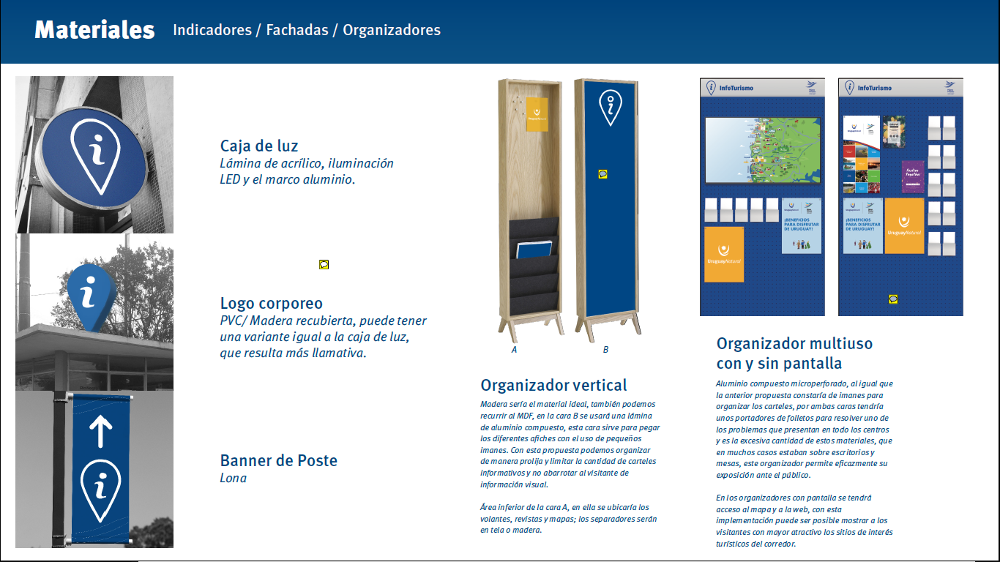 Materiales
Indicadores / Fachadas / Organizadores
Caja de luz
Lámina de acrílico, iluminación
LED y el marco aluminio.
Logo corporeo
PVC/ Madera recubierta, puede tener
una variante igual a la caja de luz,
que resulta más llamativa.
Banner de Poste
Lona
A
B
Organizador vertical
Madera sería el material ideal, también podemos
recurrir al MDF, en la cara B se usará una lámina
de aluminio compuesto, esta cara sirve para pegar
los diferentes afiches con el uso de pequeños
imanes. Con esta propuesta podemos organizar
de manera prolija y limitar la cantidad de carteles
informativos y no abarrotar al visitante de
información visual.
Área inferior de la cara A, en ella se ubicaría los
volantes, revistas y mapas; los separadores serán
en tela o madera.
InfoTurismo
¡BENEFICIOS
PARA DISFRUTAR
DE URUGUAY!
UruguayNatural
InfoTurismo
UruguayNatural
Festive
Together
¡BENEFICIOS
PARA DISFRUTAR
DE URUGUAY!
UruguayNatural
Organizador multiuso
con y sin pantalla
Aluminio compuesto microperforado, al igual que
la anterior propuesta constaría de imanes para
organizar los carteles, por ambas caras tendría
unos portadores de folletos para resolver uno de
los problemas que presentan en todo los centros
y es la excesiva cantidad de estos materiales, que
en muchos casos estaban sobre escritorios y
mesas, este organizador permite eficazmente su
exposición ante el público.
En los organizadores con pantalla se tendrá
acceso al mapa y a la web, con esta
implementación puede ser posible mostrar a los
visitantes con mayor atractivo los sitios de interés
turísticos del corredor.